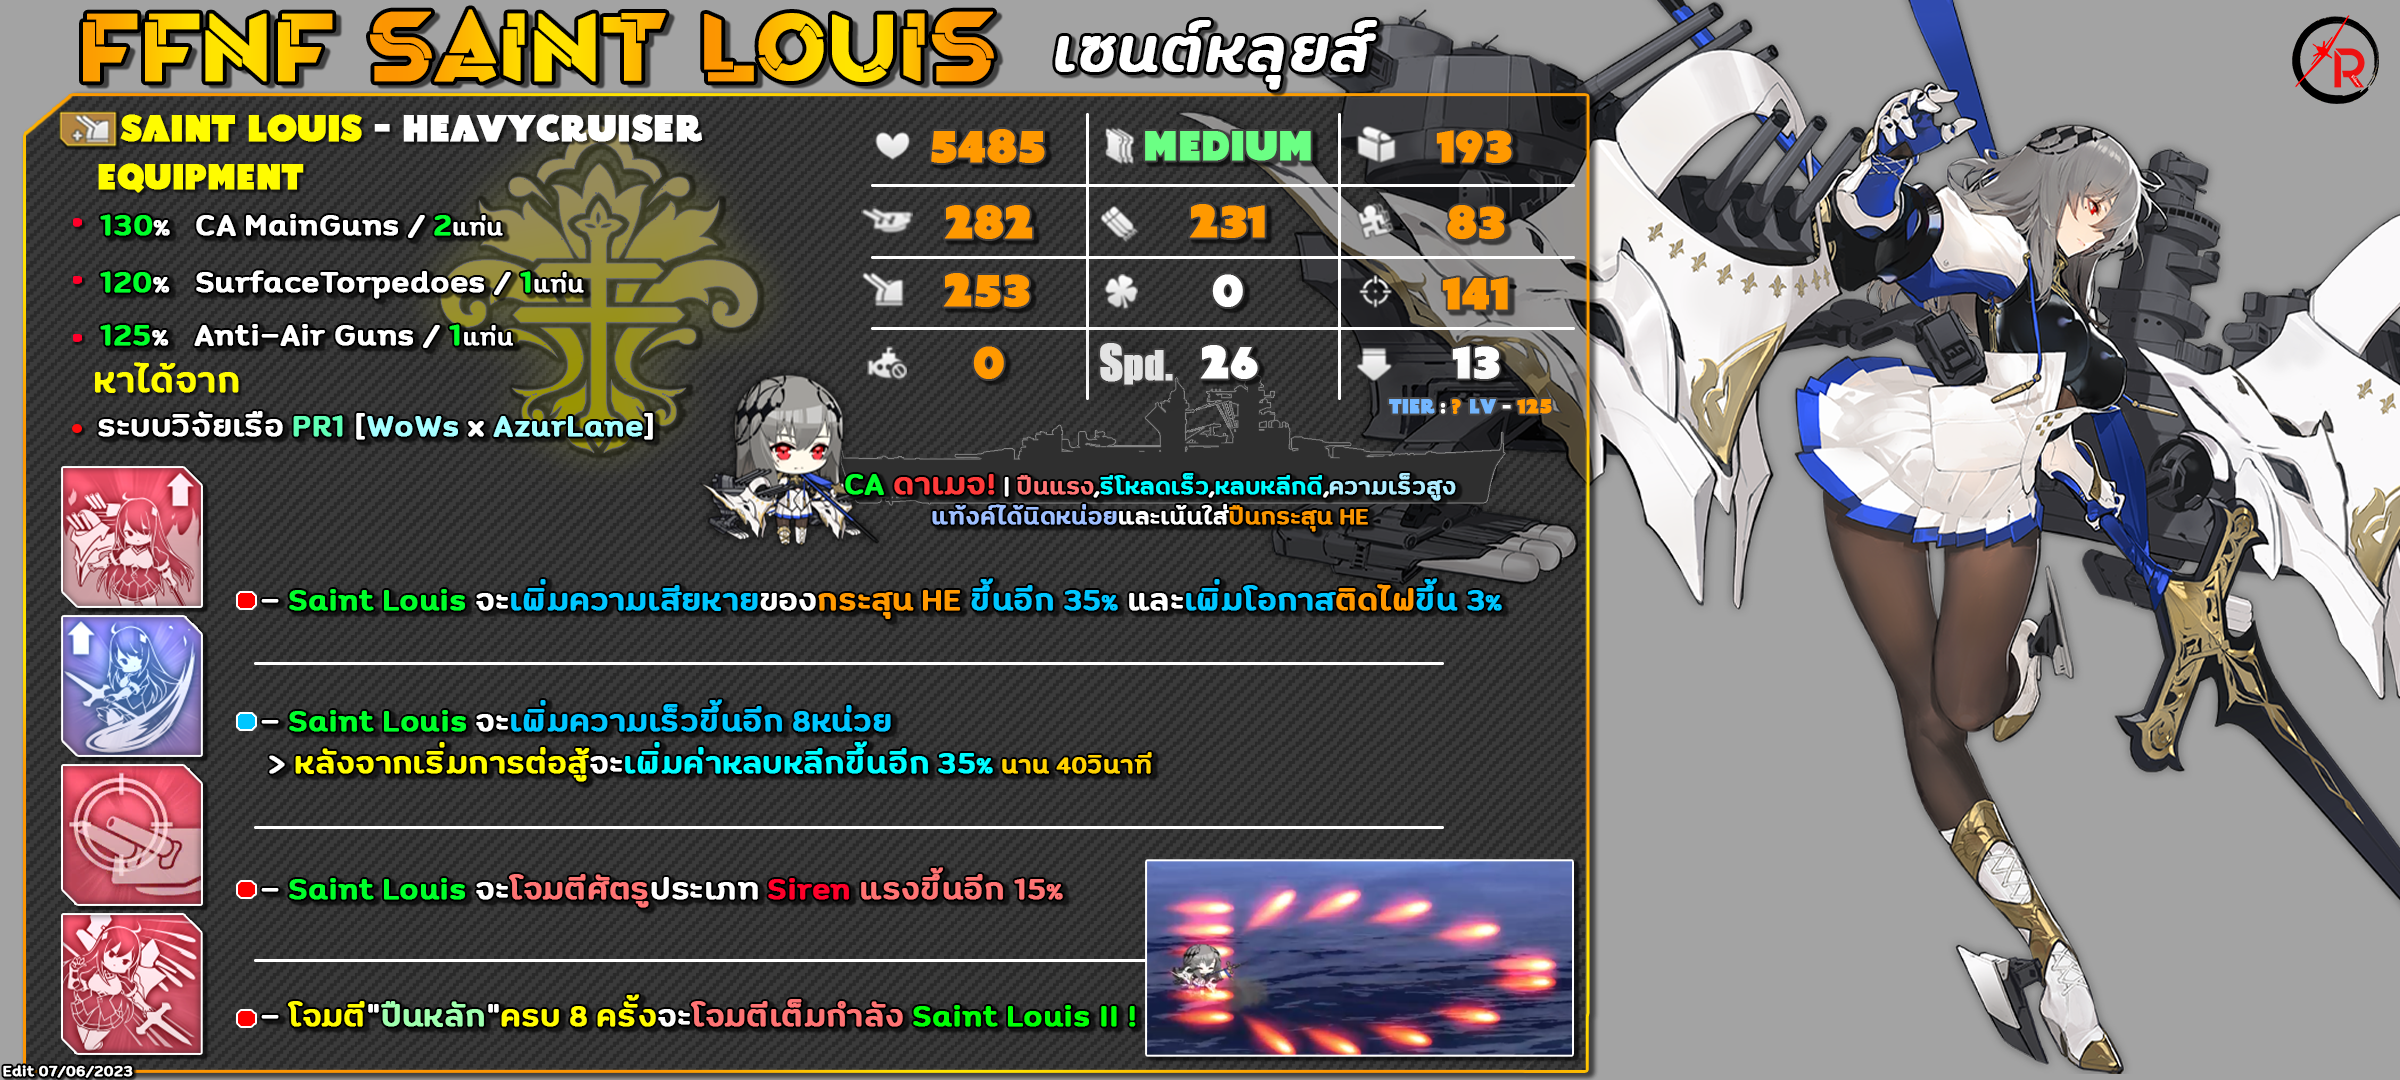 FFNF SAINT LOUIS เซนต์หลุยส์
R
SAINT LOUIS - HEAVYCRUISER
EQUIPMENT
130% CA MainGuns / 2แท่น
120% SurfaceTorpedoes / 1แท่น
125% Anti-Air Guns / 1แท่น
หาได้จาก
ระบบวิจัยเรือ PR1 [WoWs x AzurLane]
5485 MEDIUM 193
282 231 83
253 0 141
0 Spd. 26 13
TIER : ? LV - 125
CA ดาเมจ! | ปืนแรง,รีโหลดเร็ว,หลบหลีกดี,ความเร็วสูง
แท้งค์ได้นิดหน่อยและเน้นใส่ปืนกระสุน HE
- Saint Louis จะเพิ่มความเสียหายของกระสุน HE ขึ้นอีก 35% และเพิ่มโอกาสติดไฟขึ้น 3%
- Saint Louis จะเพิ่มความเร็วขึ้นอีก 8หน่วย
> หลังจากเริ่มการต่อสู้จะเพิ่มค่าหลบหลีกขึ้นอีก 35% นาน 40วินาที
- Saint Louis จะโจมตีศัตรูประเภท Siren แรงขึ้นอีก 15%
- โจมตี"ปืนหลัก"ครบ 8 ครั้งจะโจมตีเต็มกำลัง Saint Louis II !
Edit 07/06/2023